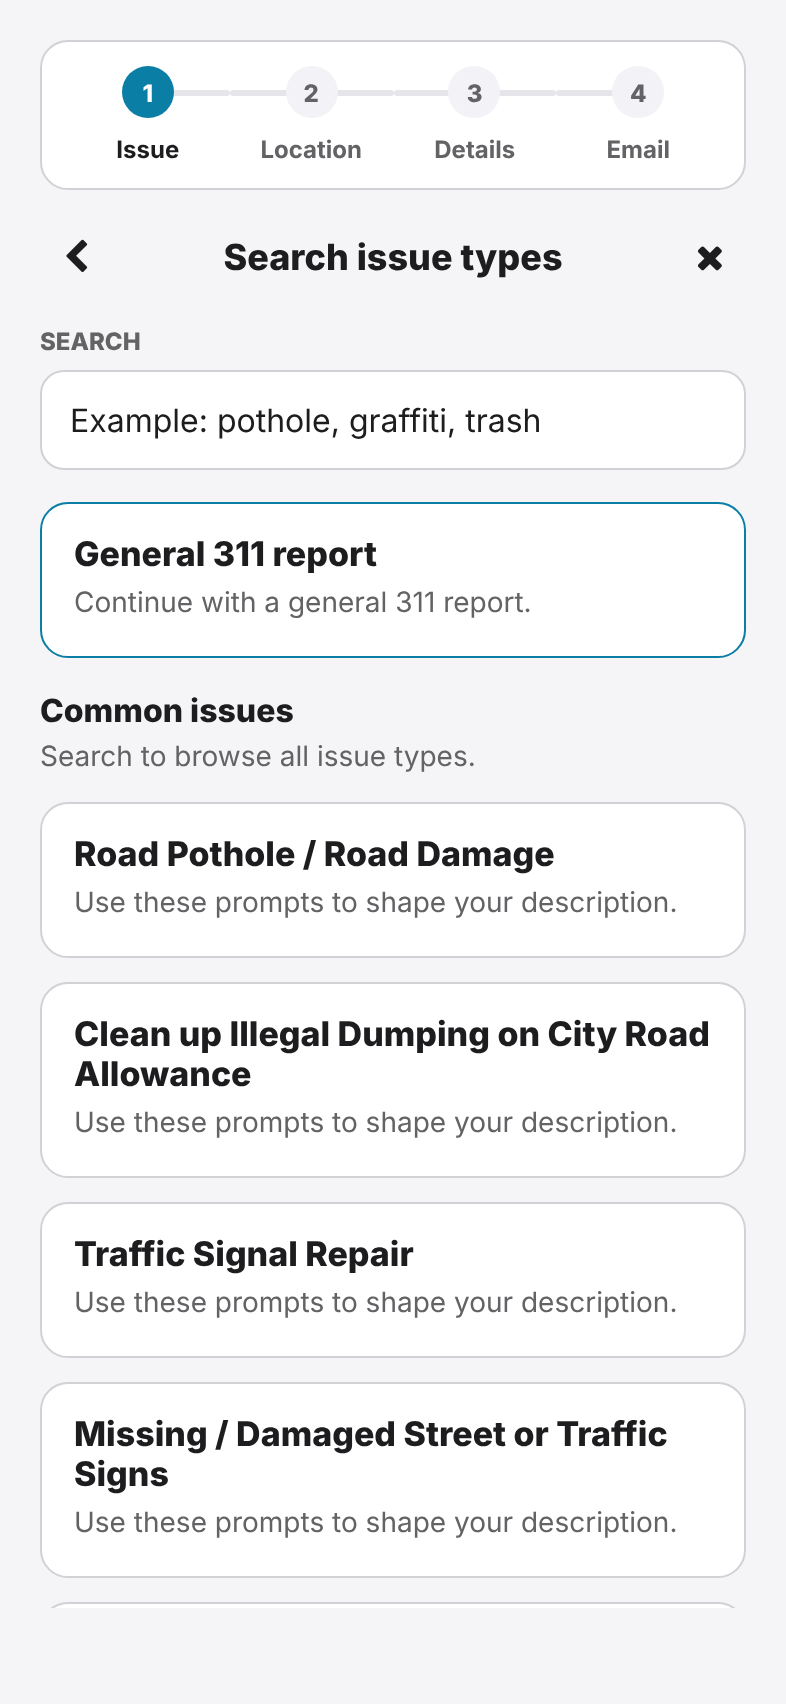 1
2
3
4
Issue
Location
Details
Email
Search issue types
SEARCH
Example: pothole, graffiti, trash
General 311 report
Continue with a general 311 report.
Common issues
Search to browse all issue types.
Road Pothole / Road Damage
Use these prompts to shape your description.
Clean up Illegal Dumping on City Road
Allowance
Use these prompts to shape your description.
Traffic Signal Repair
Use these prompts to shape your description.
Missing / Damaged Street or Traffic
Signs
Use these prompts to shape your description.